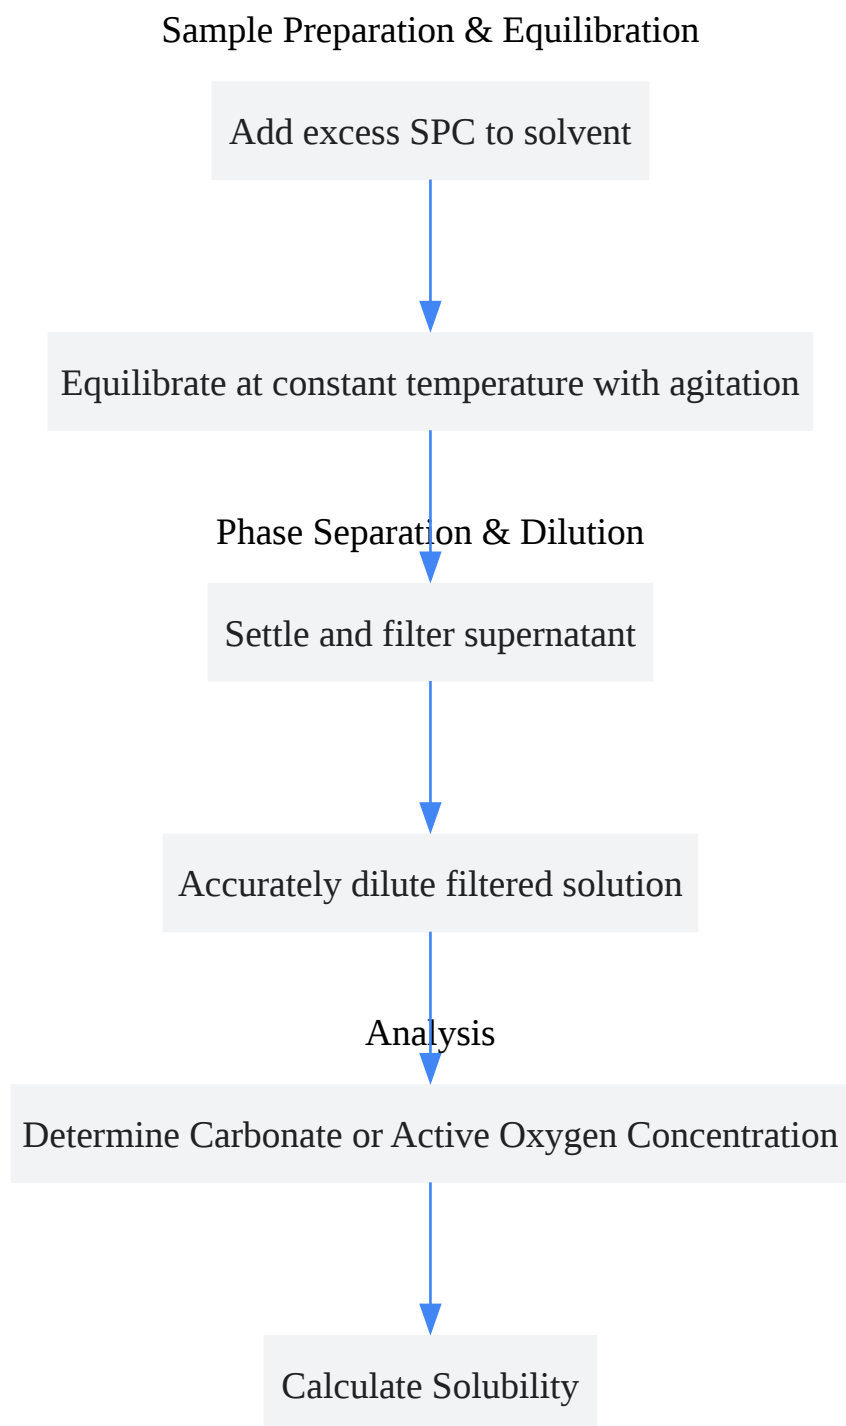 Sample Preparation & Equilibration
Add excess SPC to solvent
Equilibrate at constant temperature with agitation
Phase Separation & Dilution
Settle and filter supernatant
Accurately dilute filtered solution
Analysis
Determine Carbonate or Active Oxygen Concentration
Calculate Solubility